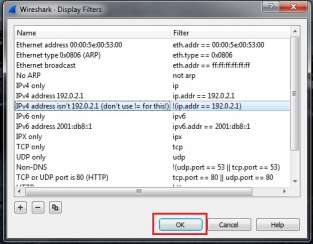 Wireshark - Display Filters
Name Filter
Ethernet address 00:00:5e:00:53:00 eth.addr == 00:00:5e:00:53:00
Ethernet type 0x0806 (ARP) eth.type == 0x0806
Ethernet broadcast eth.addr == ff:ff:ff:ff:ff:ff
No ARP not arp
IPv4 only ip
IPv4 address 192.0.2.1 ip.addr == 192.0.2.1
IPv4 address isn't 192.0.2.1 (don't use != for this!) !(ip.addr == 192.0.2.1)
IPv6 only ipv6
IPv6 address 2001:db8::1 ipv6.addr == 2001:db8::1
IPX only ipx
TCP only tcp
UDP only udp
Non-DNS !(udp.port == 53 || tcp.port == 53)
TCP or UDP port is 80 (HTTP) tcp.port == 80 || udp.port == 80
OK Cancel Help